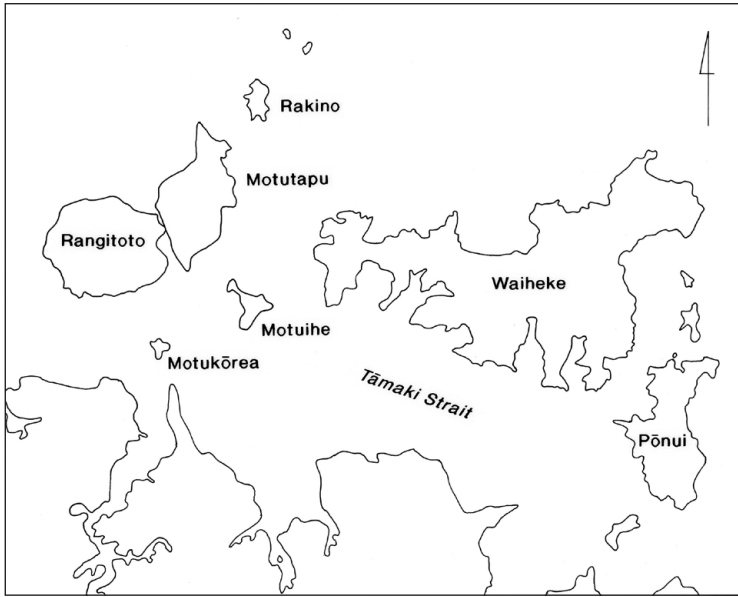 Rakino
Motutapu
Rangitoto
Waiheke
Motuihe
Motukōrea
Tāmaki Strait
Pōnui